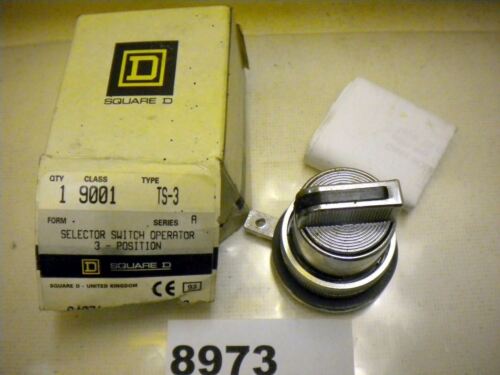 D
SQUARE D
QTY CLASS TYPE
1 9001 TS-3
FORM SERIES A
SELECTOR SWITCH OPERATOR
3 - POSITION
D SQUARE D
SQUARE D - UNITED KINGDOM CE 93
8973